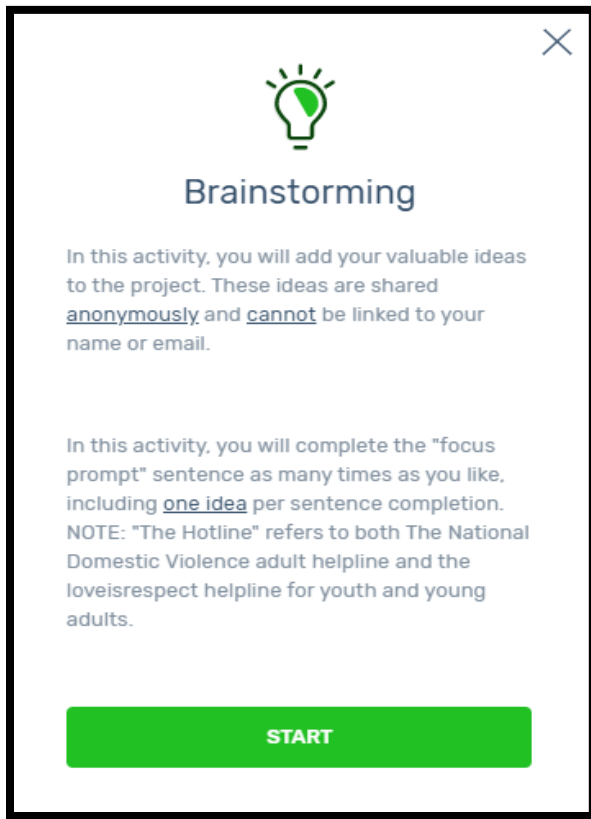 Brainstorming
In this activity, you will add your valuable ideas
to the project. These ideas are shared
anonymously and cannot be linked to your
name or email.
In this activity, you will complete the "focus
prompt" sentence as many times as you like,
including one idea per sentence completion.
NOTE: "The Hotline" refers to both The National
Domestic Violence adult helpline and the
loveisrespect helpline for youth and young
adults.
START